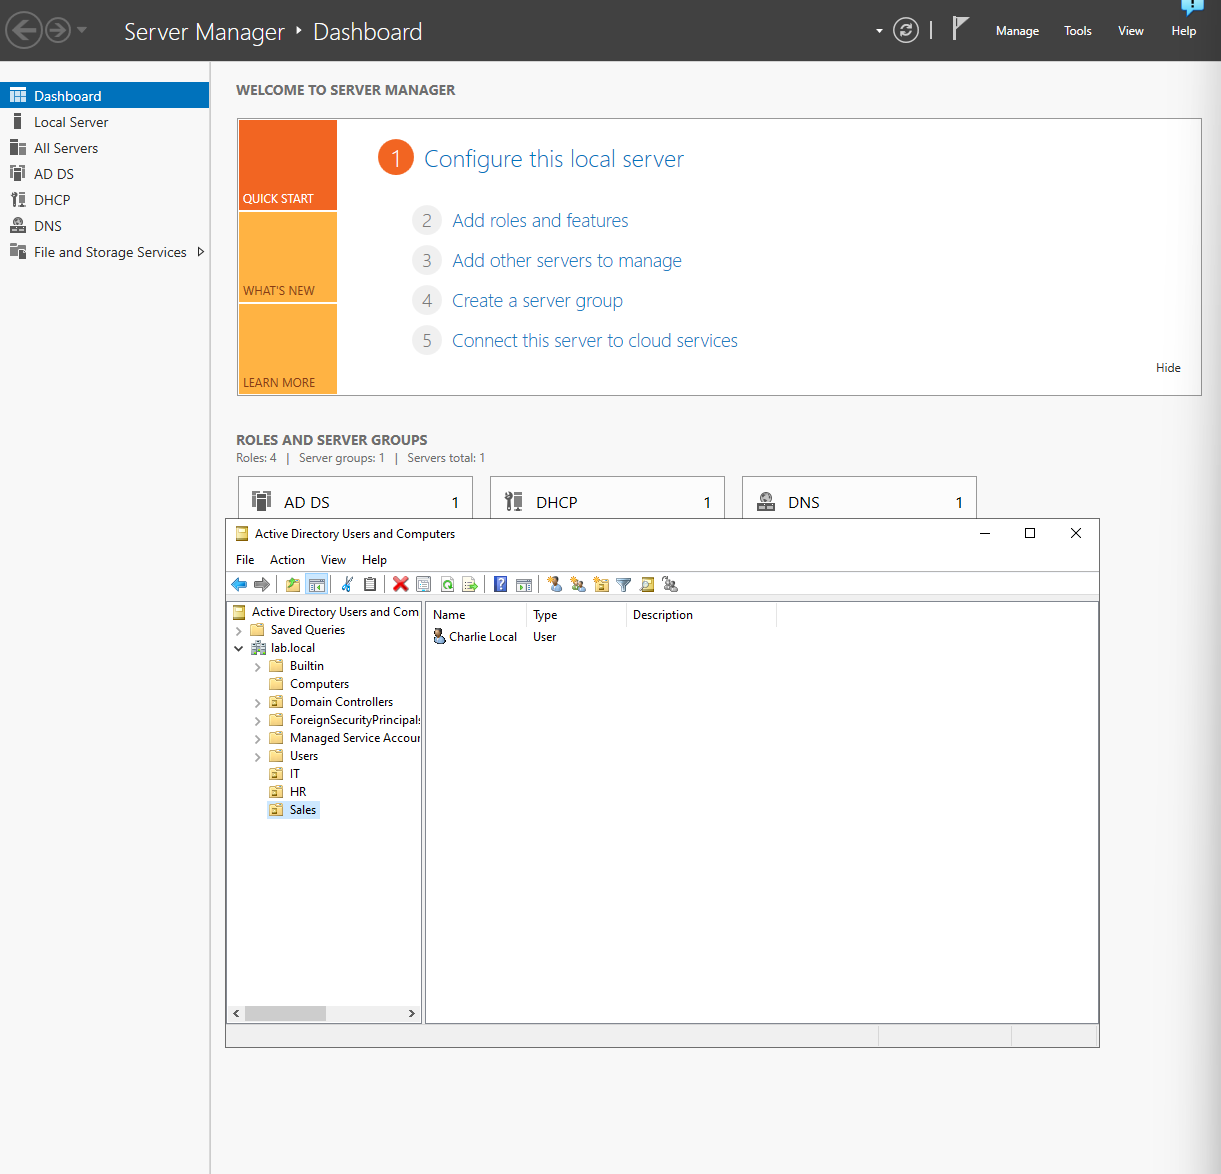 Server Manager ‣ Dashboard
Manage Tools View Help
Dashboard
Local Server
All Servers
AD DS
DHCP
DNS
File and Storage Services
WELCOME TO SERVER MANAGER
QUICK START
WHAT'S NEW
LEARN MORE
1 Configure this local server
2 Add roles and features
3 Add other servers to manage
4 Create a server group
5 Connect this server to cloud services
Hide
ROLES AND SERVER GROUPS
Roles: 4 | Server groups: 1 | Servers total: 1
AD DS 1
DHCP 1
DNS 1
Active Directory Users and Computers
File Action View Help
Active Directory Users and Com
Saved Queries
lab.local
Builtin
Computers
Domain Controllers
ForeignSecurityPrincipals
Managed Service Accour
Users
IT
HR
Sales
Name Type Description
Charlie Local User